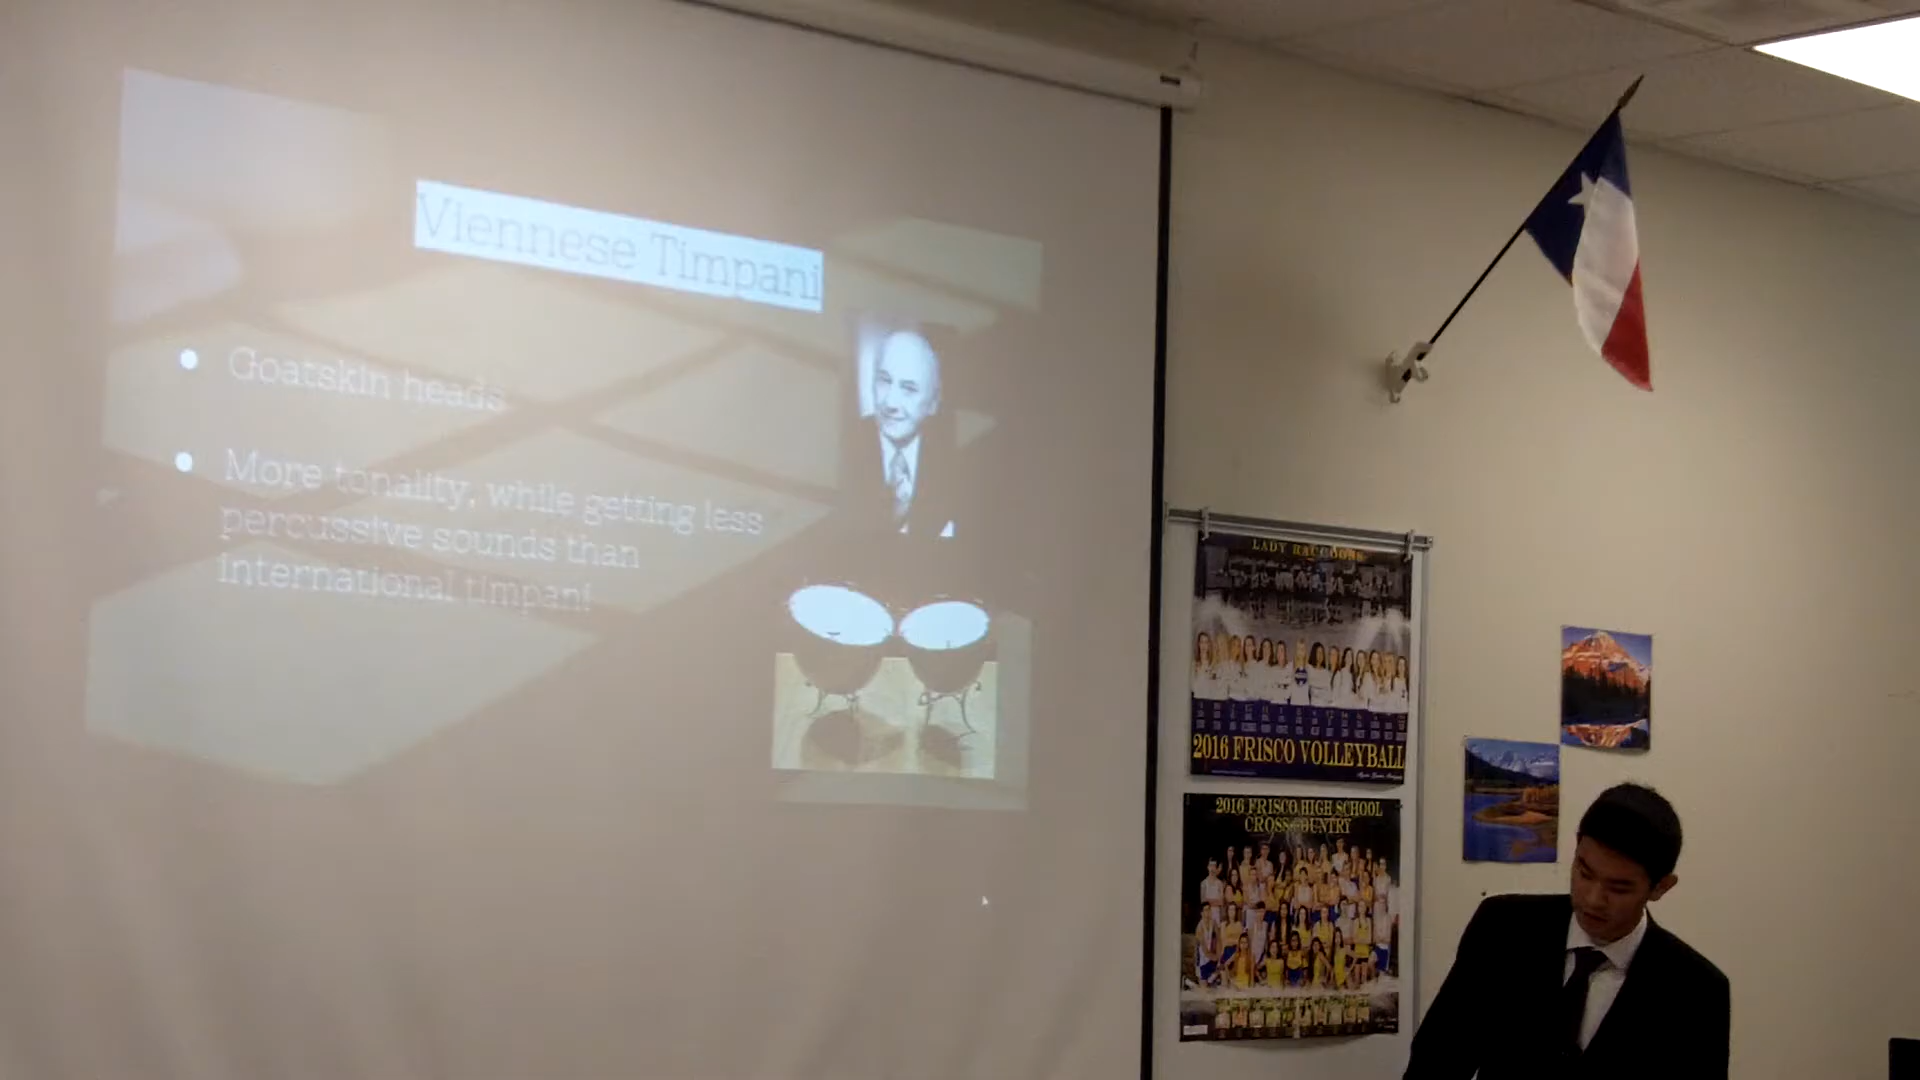 Viennese Timpani
Goatskin heads
More tonality, while getting less
percussive sounds than
international timpani
LADY RACCOONS
2016 FRISCO VOLLEYBALL
2016 FRISCO HIGH SCHOOL
CROSS COUNTRY